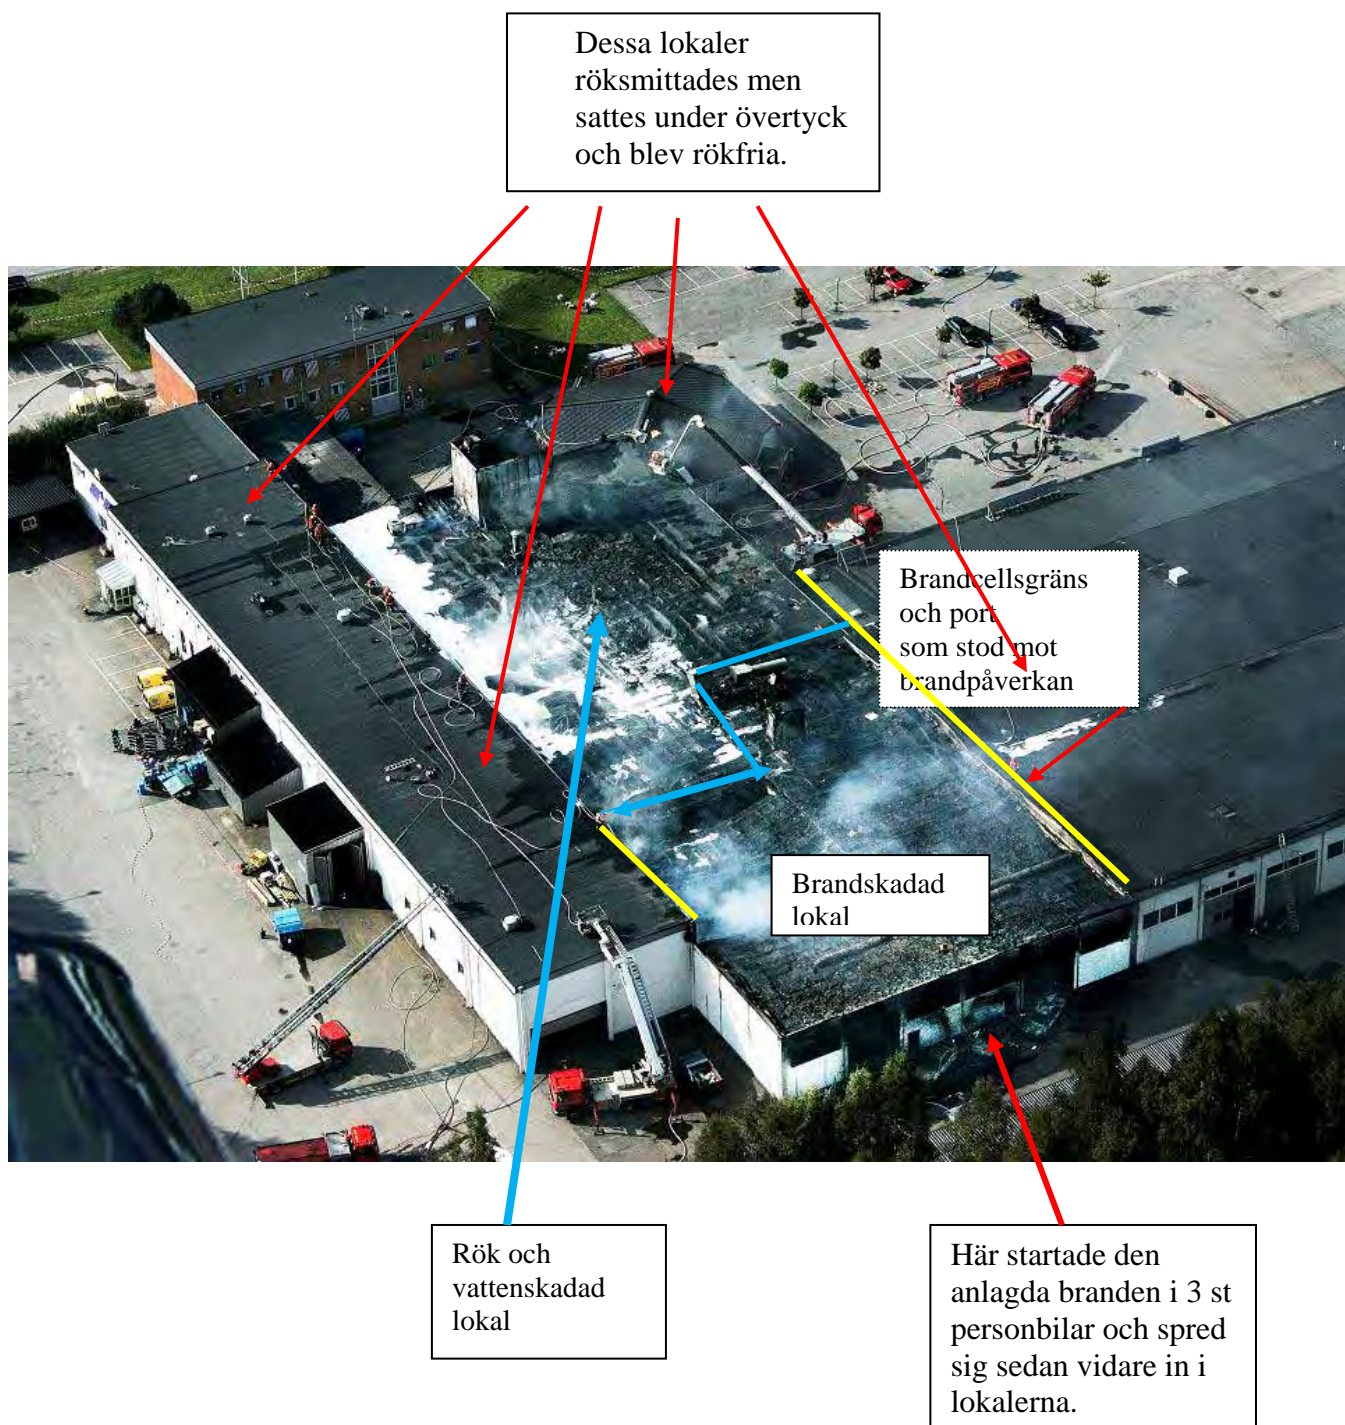 Dessa lokaler
röksmittades men
sattes under övertyck
och blev rökfria.
Brandcellsgräns
och port
som stod mot
brandpåverkan
Brandskadad
lokal
Rök och
vattenskadad
lokal
Här startade den
anlagda branden i 3 st
personbilar och spred
sig sedan vidare in i
lokalerna.